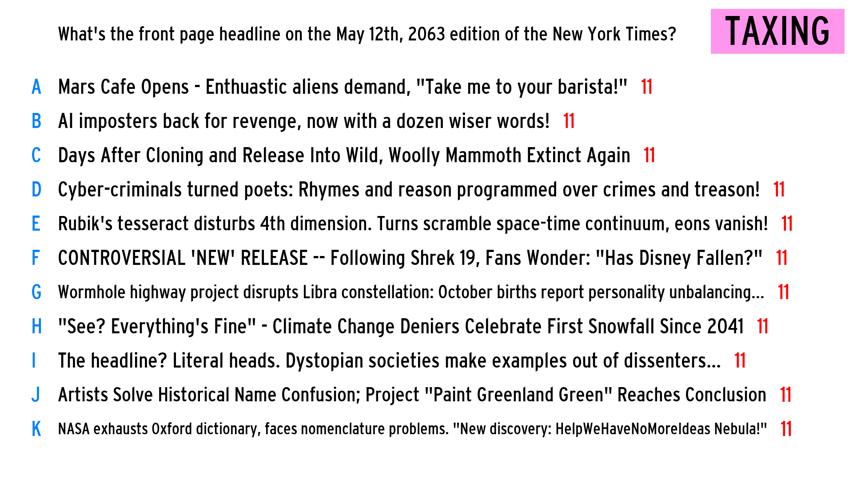 What's the front page headline on the May 12th, 2063 edition of the New York Times?
TAXING
A Mars Cafe Opens - Enthuastic aliens demand, "Take me to your barista!" 11
B AI imposters back for revenge, now with a dozen wiser words! 11
C Days After Cloning and Release Into Wild, Woolly Mammoth Extinct Again 11
D Cyber-criminals turned poets: Rhymes and reason programmed over crimes and treason! 11
E Rubik's tesseract disturbs 4th dimension. Turns scramble space-time continuum, eons vanish! 11
F CONTROVERSIAL 'NEW' RELEASE -- Following Shrek 19, Fans Wonder: "Has Disney Fallen?" 11
G Wormhole highway project disrupts Libra constellation: October births report personality unbalancing... 11
H "See? Everything's Fine" - Climate Change Deniers Celebrate First Snowfall Since 2041 11
I The headline? Literal heads. Dystopian societies make examples out of dissenters... 11
J Artists Solve Historical Name Confusion; Project "Paint Greenland Green" Reaches Conclusion 11
K NASA exhausts Oxford dictionary, faces nomenclature problems. "New discovery: HelpWeHaveNoMoreIdeas Nebula!" 11